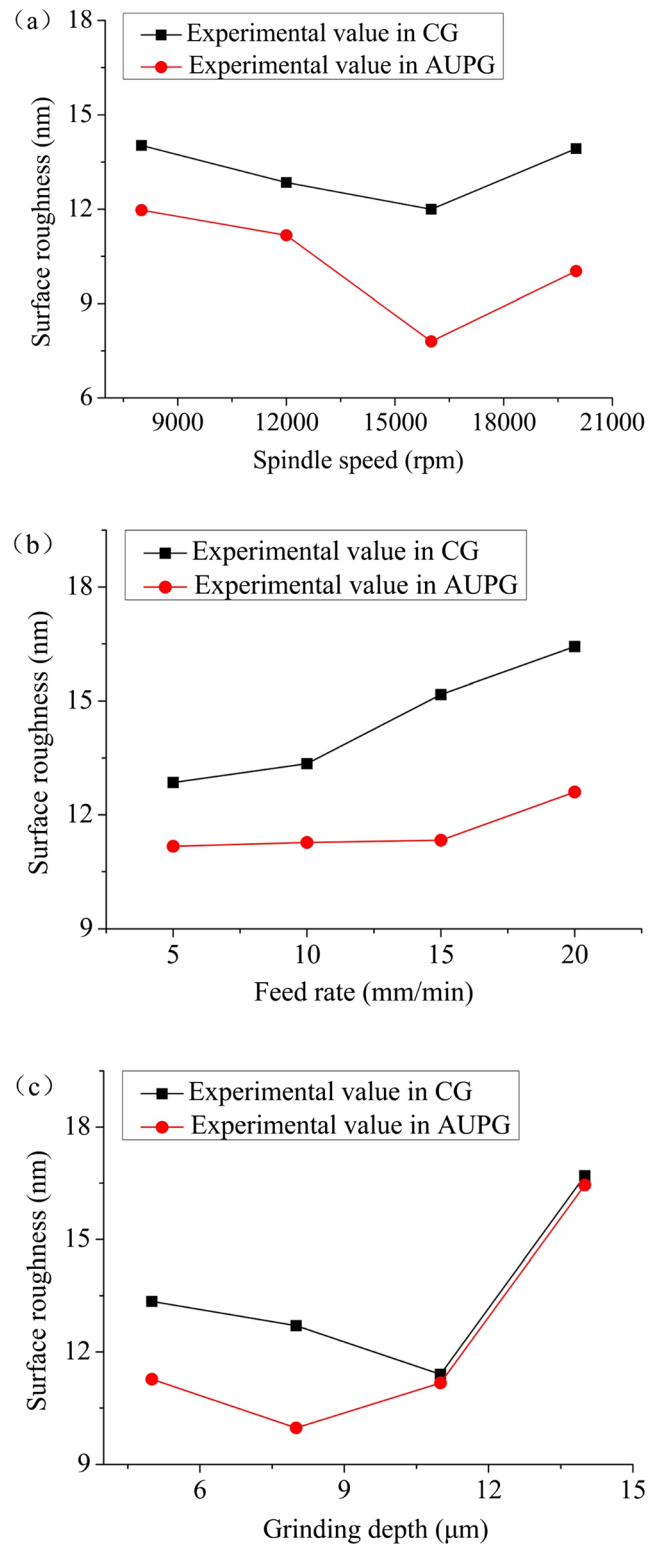 （a）
Experimental value in CG
Experimental value in AUPG
Surface roughness (nm)
18
15
12
9
6
9000 12000 15000 18000 21000
Spindle speed (rpm)
（b）
Experimental value in CG
Experimental value in AUPG
Surface roughness (nm)
18
15
12
9
5 10 15 20
Feed rate (mm/min)
（c）
Experimental value in CG
Experimental value in AUPG
Surface roughness (nm)
18
15
12
9
6 9 12 15
Grinding depth (μm)